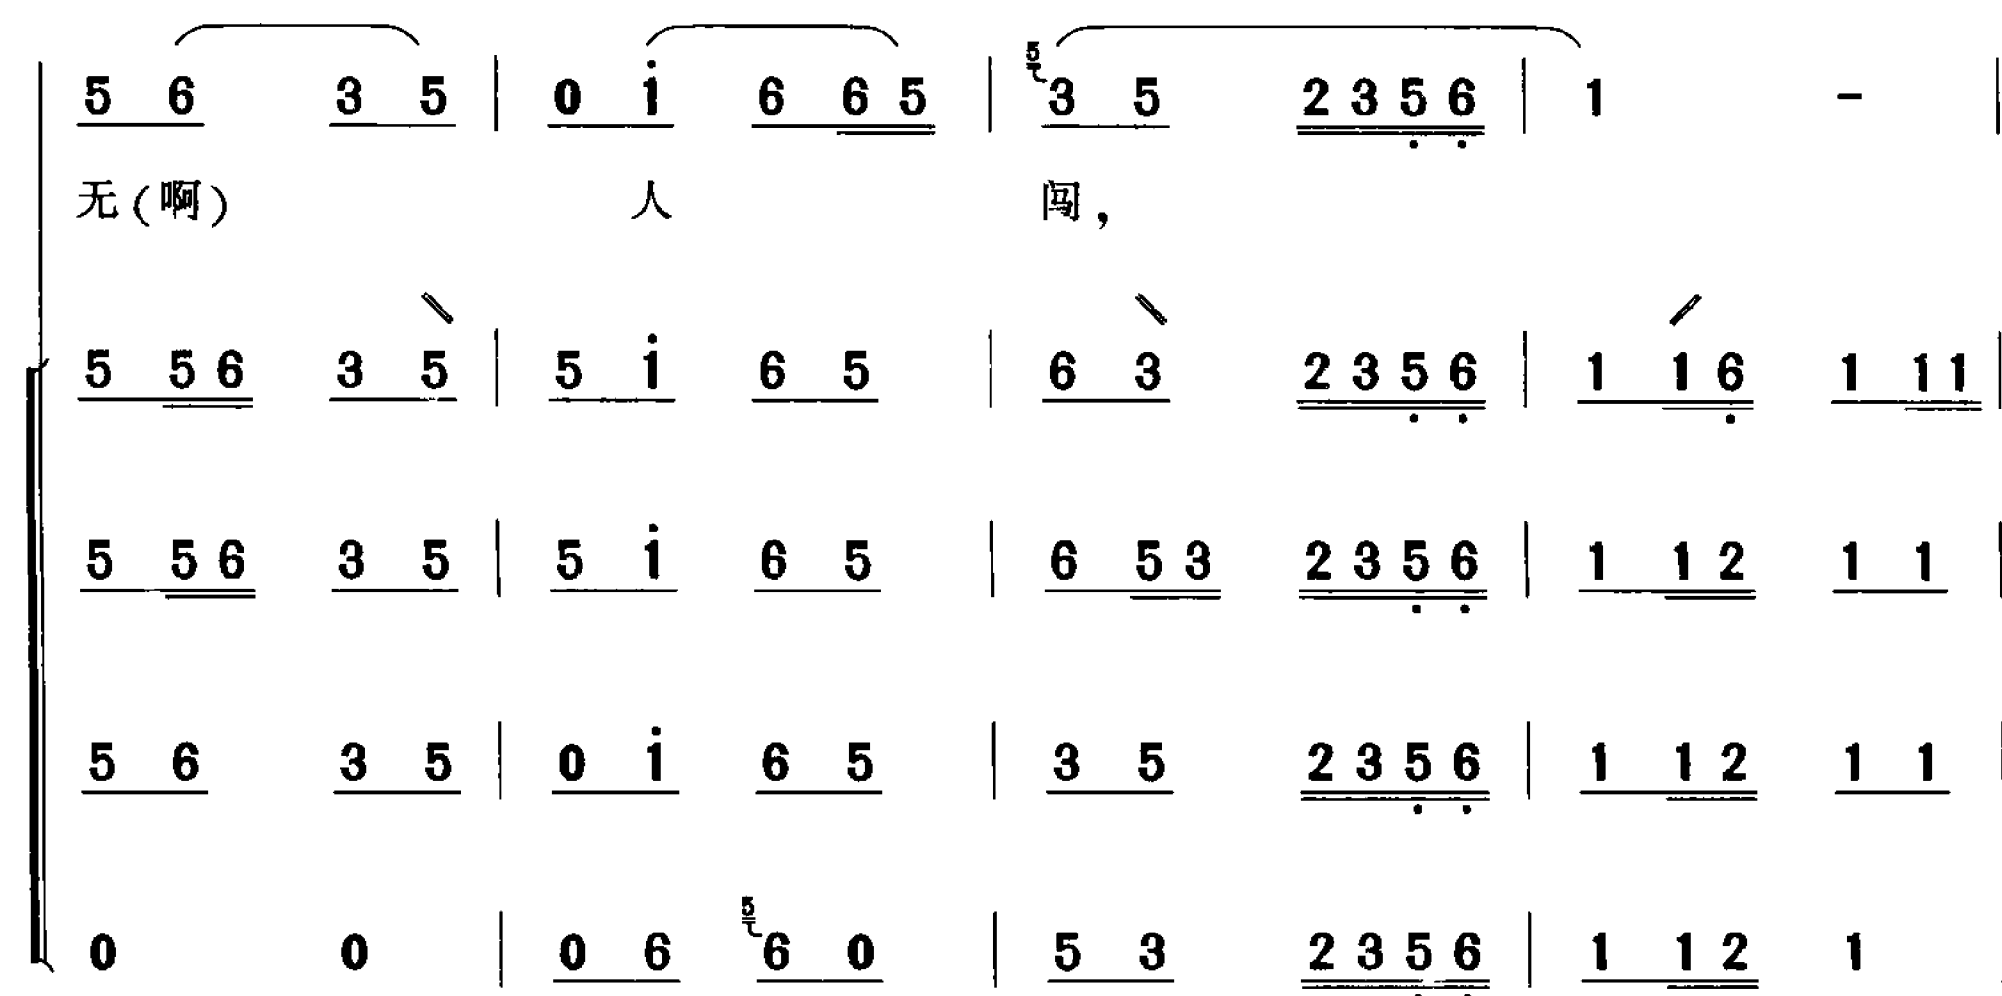 5 6 3 5 | 0 i 6 6 5 | 5 3 5 2 3 5 6 | 1 - |
无(啊) 人 闯,
5 5 6 3 5 | 5 i 6 5 | 6 3 2 3 5 6 | 1 1 6 1 1 1 |
5 5 6 3 5 | 5 i 6 5 | 6 5 3 2 3 5 6 | 1 1 2 1 1 |
5 6 3 5 | 0 i 6 5 | 3 5 2 3 5 6 | 1 1 2 1 1 |
0 0 | 0 6 5 6 0 | 5 3 2 3 5 6 | 1 1 2 1